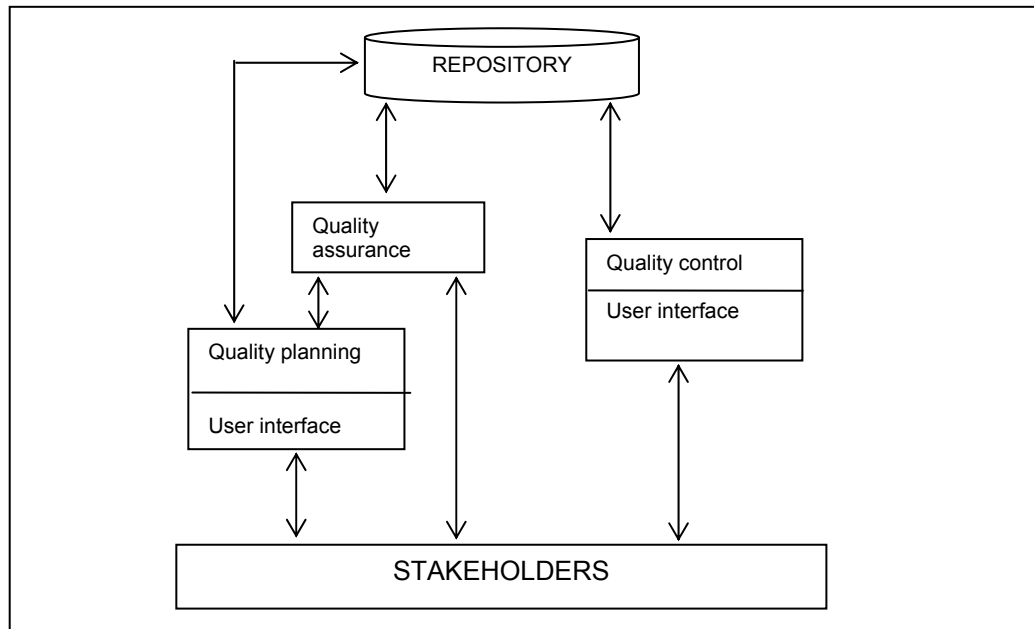 REPOSITORY
Quality
assurance
Quality control
User interface
Quality planning
User interface
STAKEHOLDERS